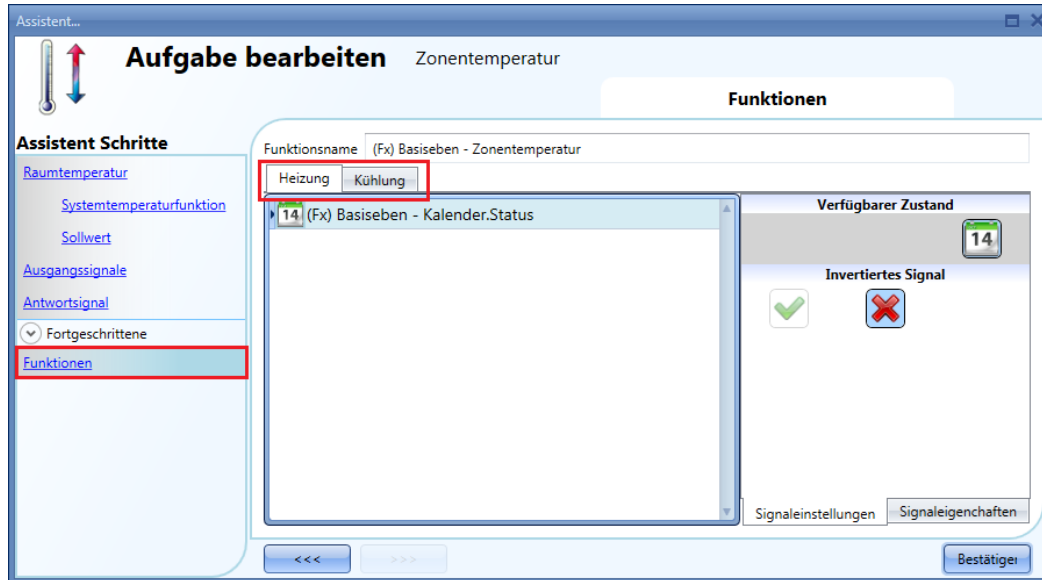 Assistent...
Aufgabe bearbeiten Zonentemperatur
Funktionen
Assistent Schritte
Raumtemperatur
Systemtemperaturfunktion
Sollwert
Ausgangssignale
Antwortsignal
Fortgeschrittene
Funktionen
Funktionsname (Fx) Basiseben - Zonentemperatur
Heizung Kühlung
14 (Fx) Basiseben - Kalender.Status
Verfügbarer Zustand
14
Invertiertes Signal
Signaleinstellungen Signaleigenchaften
<<< >>> Bestätiger